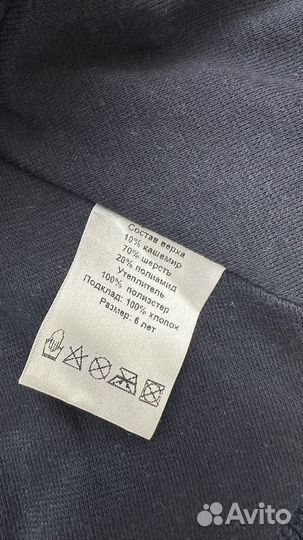 Состав верха
10% кашемир
70% шерсть
20% полиамид
Утеплитель
100% полиэстер
Подклад: 100% хлопок
Размер: 6 лет
Avito